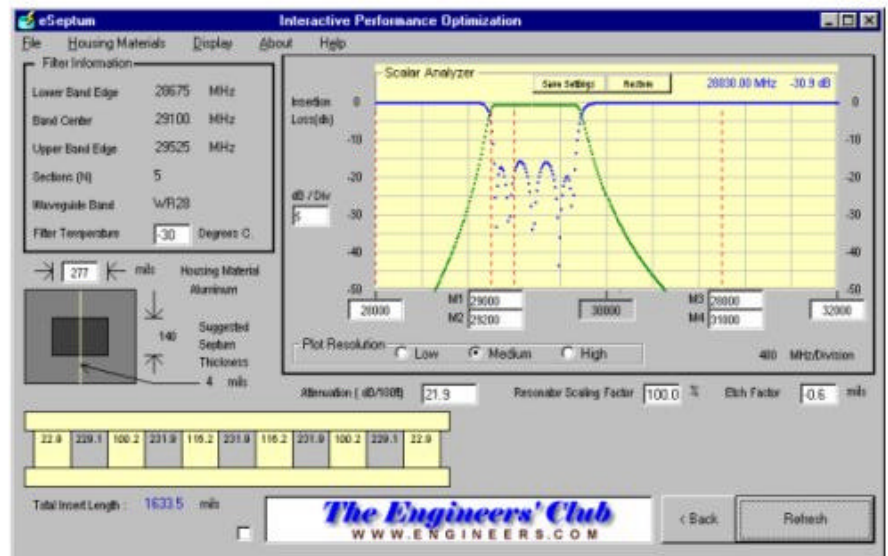 eSeptum Interactive Performance Optimization
File Housing Materials Display About Help
Filter Information
Lower Band Edge 28675 MHz
Band Center 29100 MHz
Upper Band Edge 29525 MHz
Sections (N) 5
Waveguide Band WR28
Filter Temperature -30 Degrees C.
277 mils Housing Material
Aluminum
140 Suggested
Septum
Thickness
4 mils
Scalar Analyzer
Save Settings 28030.00 MHz -30.9 dB
Insertion
Loss(db)
0 0
-10 -10
-20 -20
dB / Div
-30 -30
-40 -40
-50 -50
28000 M1 29000 30000 M3 28000 32000
M2 29200 M4 31000
Plot Resolution Low Medium High 400 MHz/Division
Attenuation ( dB/100ft) 21.9 Resonator Scaling Factor 100.0 % Etch Factor -0.6 mils
22.9 229.1 100.2 231.9 115.2 231.9 115.2 231.9 100.2 229.1 22.9
Total Insert Length : 1633.5 mils
The Engineers' Club
WWW.ENGINEERS.COM
< Back Refresh